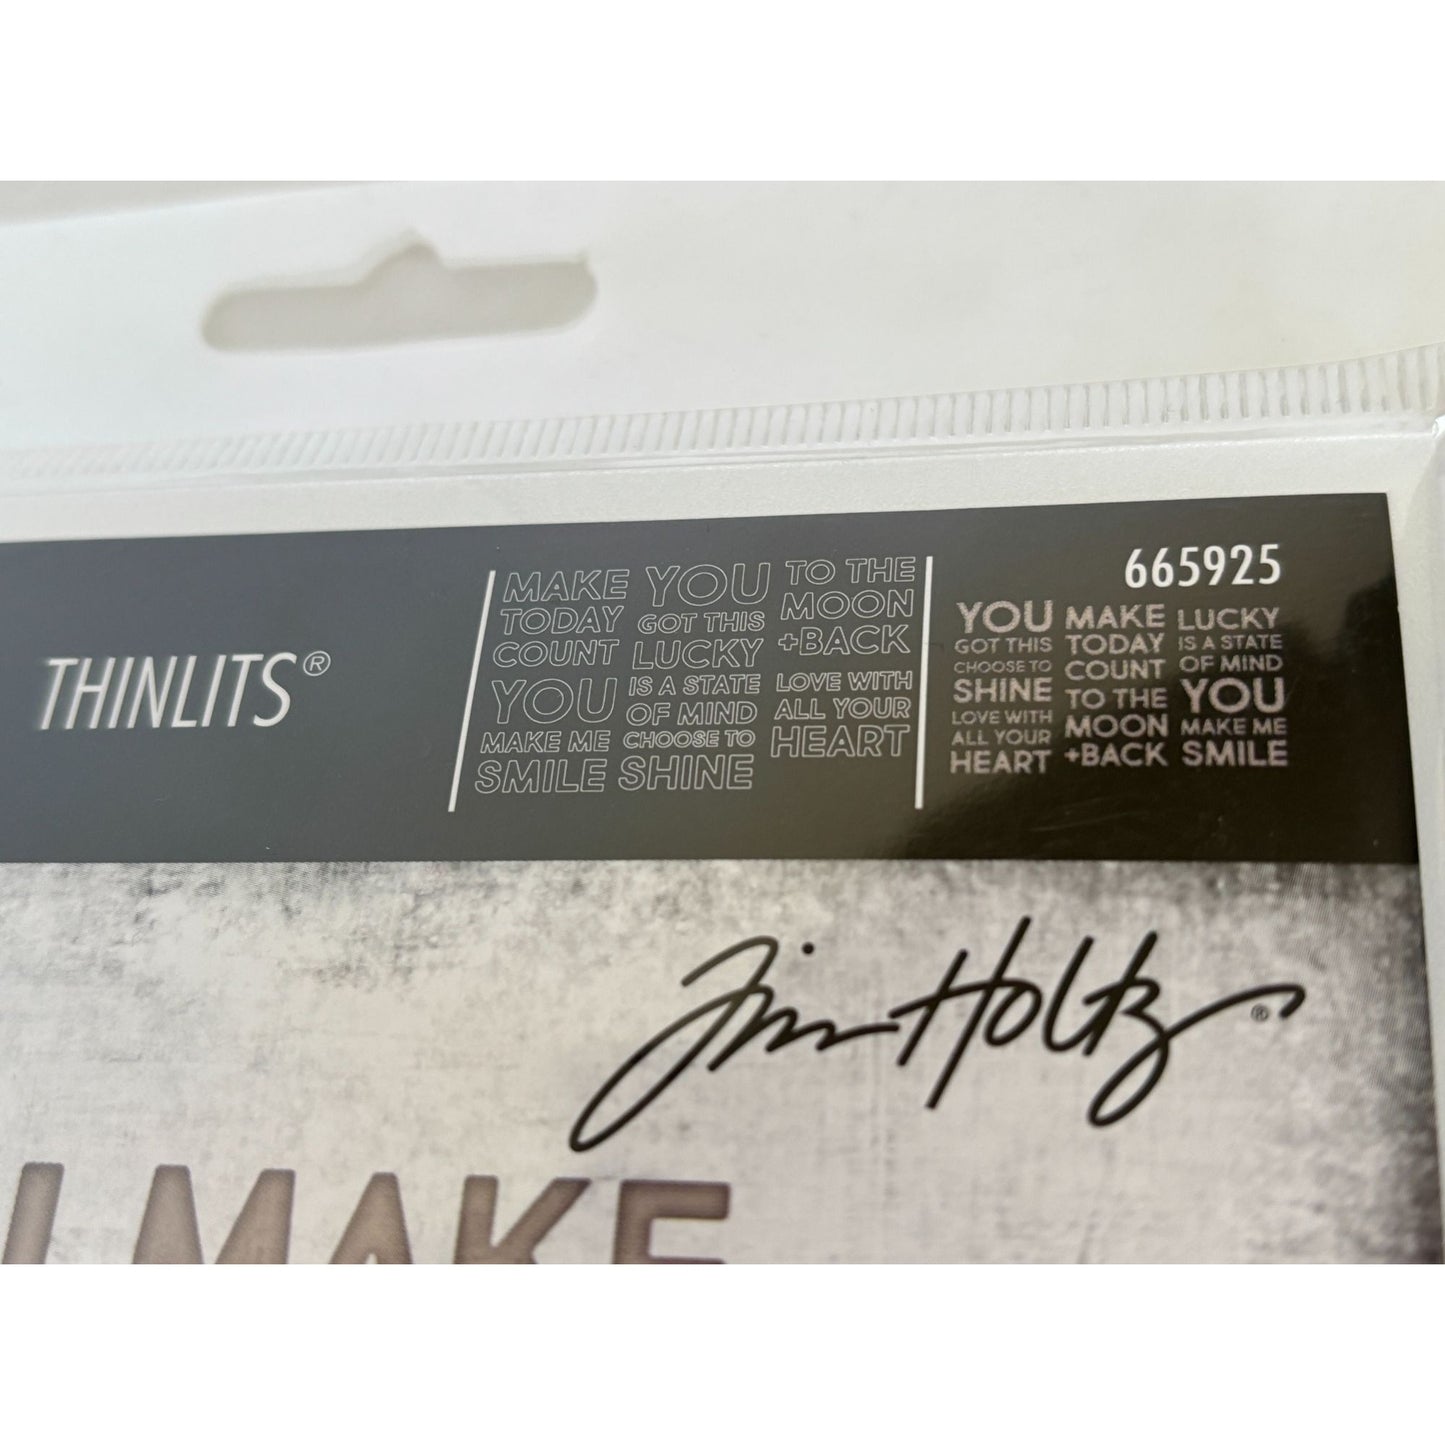 THINLITS®
MAKE
TODAY
COUNT
YOU
MAKE ME
SMILE
YOU
GOT THIS
LUCKY
IS A STATE
OF MIND
CHOOSE TO
SHINE
TO THE
MOON
+BACK
LOVE WITH
ALL YOUR
HEART
665925
YOU
GOT THIS
CHOOSE TO
SHINE
LOVE WITH
ALL YOUR
HEART
MAKE
TODAY
COUNT
TO THE
MOON
+BACK
LUCKY
IS A STATE
OF MIND
YOU
MAKE ME
SMILE
Tim Holtz®
MAKE